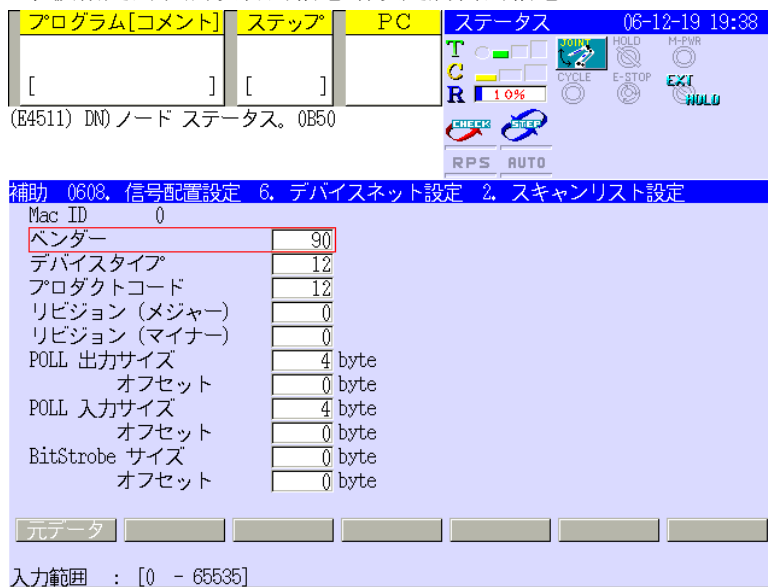 プログラム[コメント] ステップ PC ステータス 06-12-19 19:38
[ ] [ ]
T JOINT HOLD M-PWR
C CYCLE E-STOP EXT HOLD
R 10%
(E4511) DN)ノード ステータス。0B50
CHECK STEP
RPS AUTO
補助 0608. 信号配置設定 6. デバイスネット設定 2. スキャンリスト設定
Mac ID 0
ベンダー 90
デバイスタイプ 12
プロダクトコード 12
リビジョン (メジャー) 0
リビジョン (マイナー) 0
POLL 出力サイズ 4 byte
オフセット 0 byte
POLL 入力サイズ 4 byte
オフセット 0 byte
BitStrobe サイズ 0 byte
オフセット 0 byte
元データ
入力範囲 : [0 - 65535]